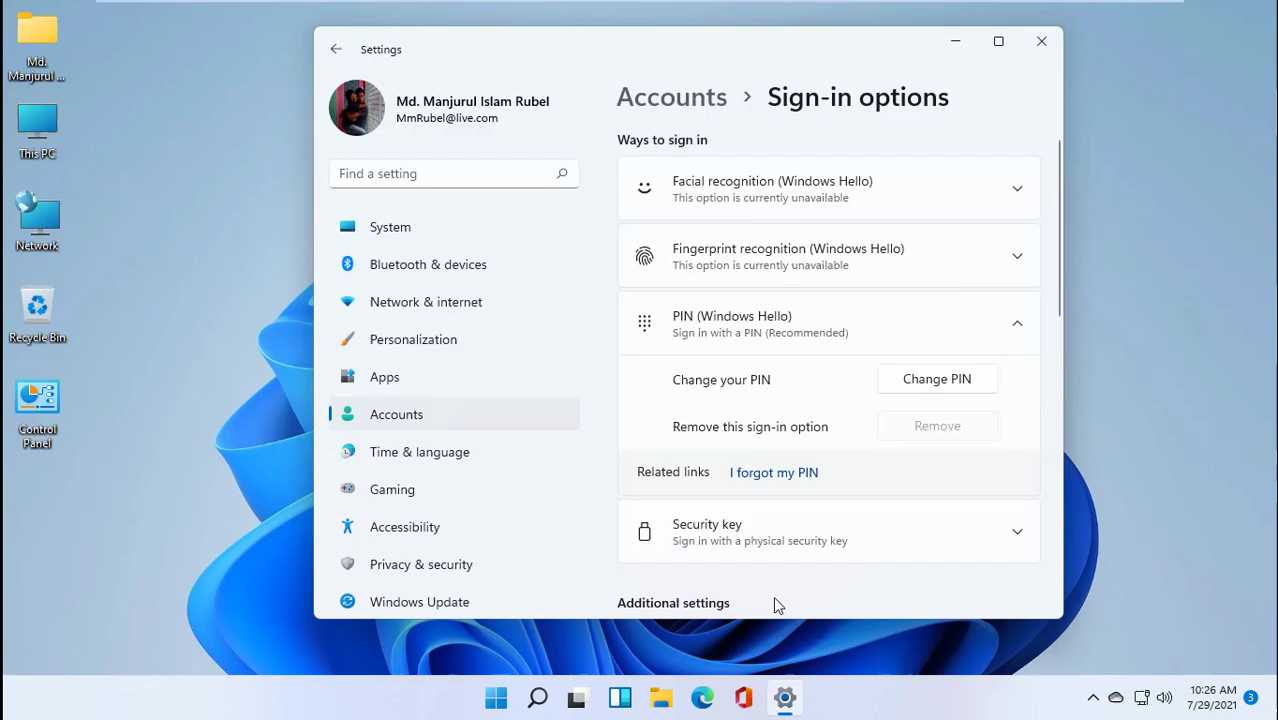 Md.
Manjurul ...
This PC
Network
Recycle Bin
Control
Panel
Settings
Md. Manjurul Islam Rubel
MmRubel@live.com
Find a setting
System
Bluetooth & devices
Network & internet
Personalization
Apps
Accounts
Time & language
Gaming
Accessibility
Privacy & security
Windows Update
Accounts > Sign-in options
Ways to sign in
Facial recognition (Windows Hello)
This option is currently unavailable
Fingerprint recognition (Windows Hello)
This option is currently unavailable
PIN (Windows Hello)
Sign in with a PIN (Recommended)
Change your PIN
Change PIN
Remove this sign-in option
Remove
Related links I forgot my PIN
Security key
Sign in with a physical security key
Additional settings
10:26 AM
7/29/2021
3